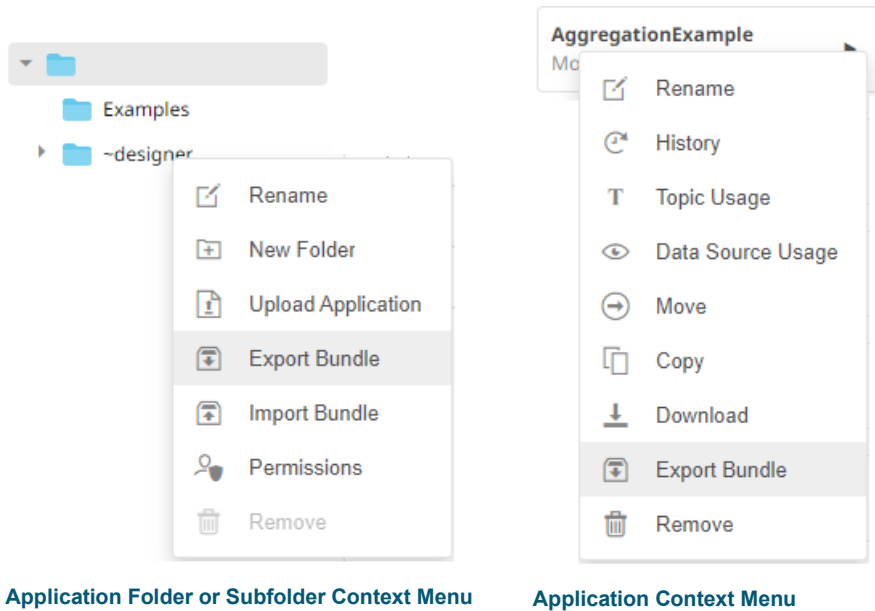 Examples
~designer
Rename
New Folder
Upload Application
Export Bundle
Import Bundle
Permissions
Remove
Application Folder or Subfolder Context Menu
AggregationExample
Mo
Rename
History
T Topic Usage
Data Source Usage
Move
Copy
Download
Export Bundle
Remove
Application Context Menu